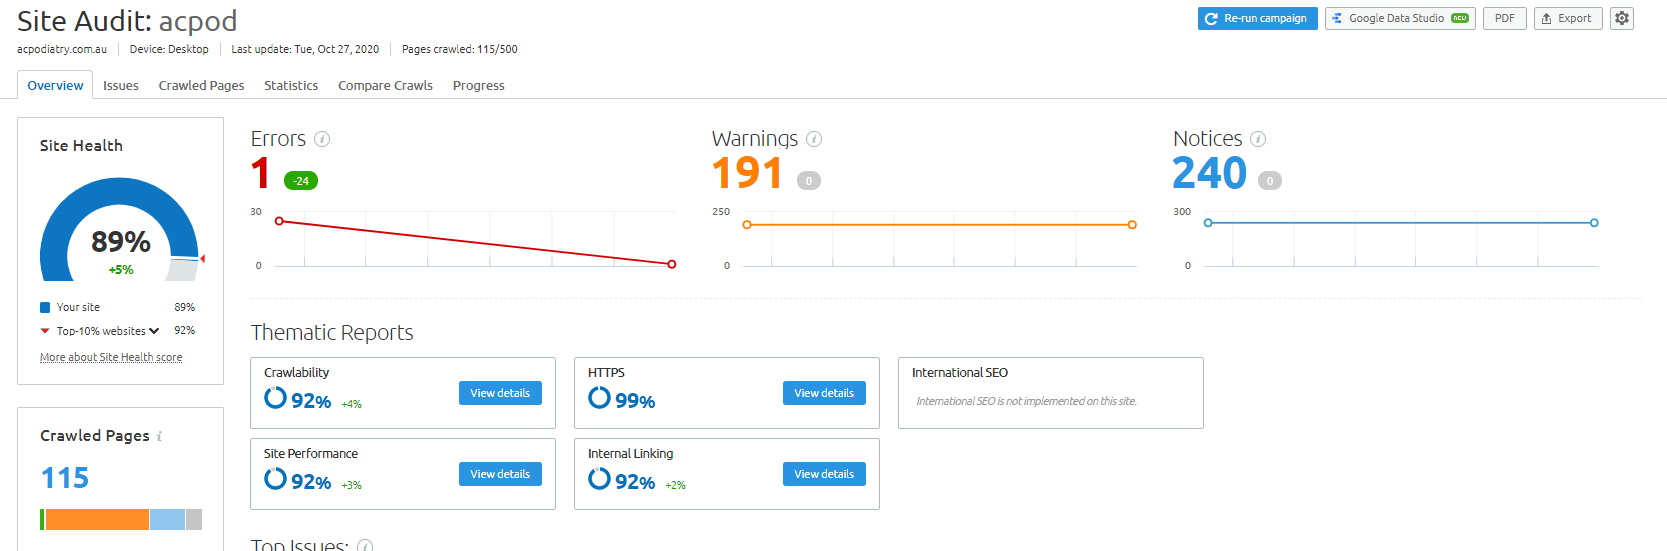 Site Audit: acpod
Re-run campaign
Google Data Studio NEW
PDF
Export
acpodiatry.com.au
Device: Desktop
Last update: Tue, Oct 27, 2020
Pages crawled: 115/500
Overview
Issues
Crawled Pages
Statistics
Compare Crawls
Progress
Site Health
89%
+5%
Your site 89%
Top-10% websites 92%
More about Site Health score
Errors i
1 -24
30
0
Warnings i
191 0
250
0
Notices i
240 0
300
0
Thematic Reports
Crawlability
92% +4%
View details
HTTPS
99%
View details
International SEO
International SEO is not implemented on this site.
Site Performance
92% +3%
View details
Internal Linking
92% +2%
View details
Crawled Pages i
115
Top Issues: i